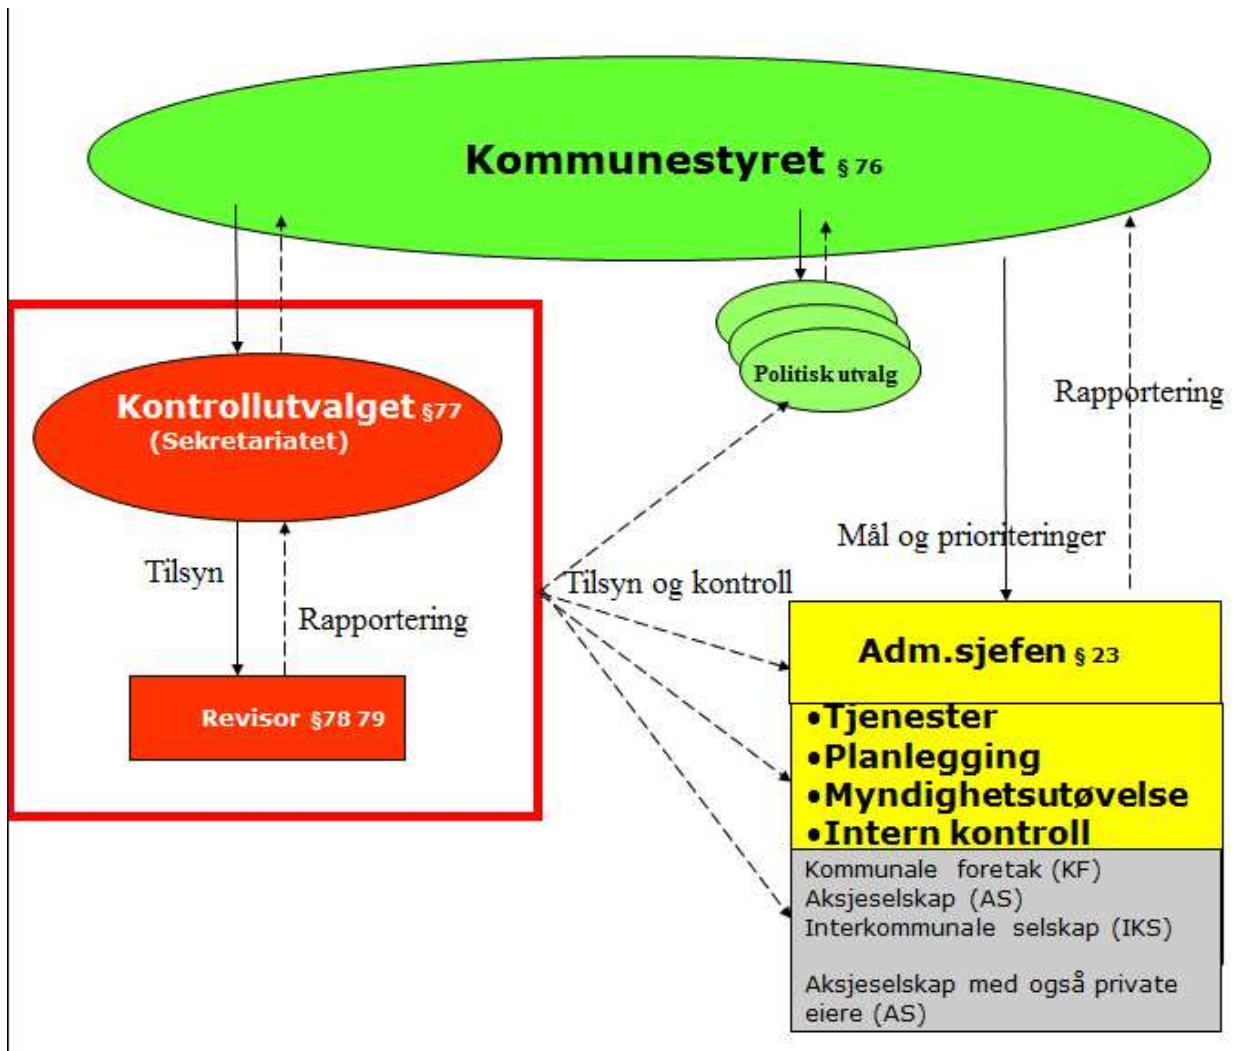 Kommunestyret § 76
Politisk utvalg
Kontrollutvalget §77
(Sekretariatet)
Rapportering
Mål og prioriteringer
Tilsyn
Tilsyn og kontroll
Rapportering
Adm.sjefen § 23
Revisor §78 79
•Tjenester
•Planlegging
•Myndighetsutøvelse
•Intern kontroll
Kommunale foretak (KF)
Aksjeselskap (AS)
Interkommunale selskap (IKS)
Aksjeselskap med også private
eiere (AS)